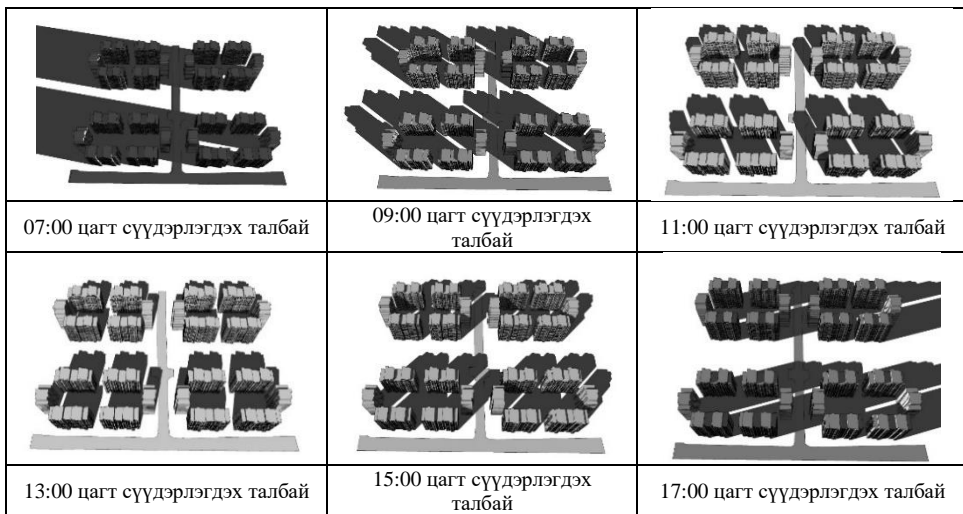 07:00 цагт сүүдэрлэгдэх талбай
09:00 цагт сүүдэрлэгдэх
талбай
11:00 цагт сүүдэрлэгдэх талбай
13:00 цагт сүүдэрлэгдэх талбай
15:00 цагт сүүдэрлэгдэх
талбай
17:00 цагт сүүдэрлэгдэх талбай